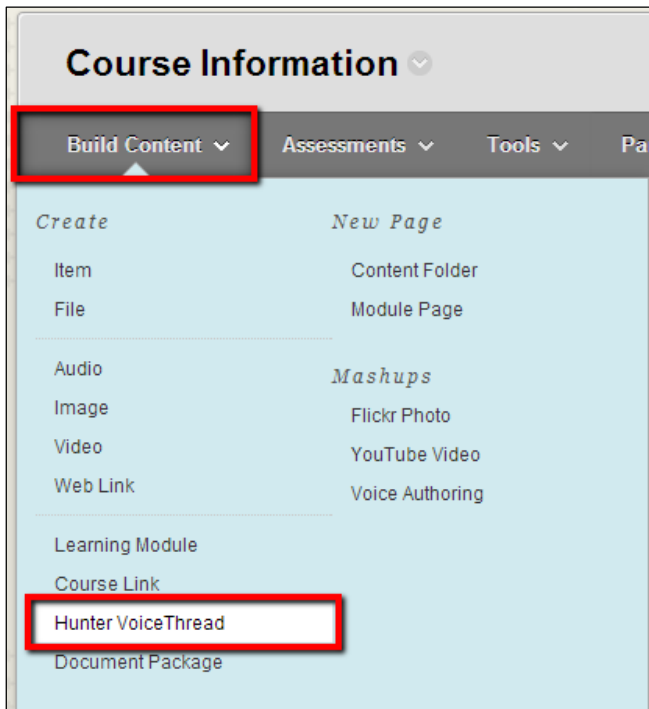 Course Information
Build Content
Assessments
Tools
Pa
Create
Item
File
Audio
Image
Video
Web Link
Learning Module
Course Link
Hunter VoiceThread
Document Package
New Page
Content Folder
Module Page
Mashups
Flickr Photo
YouTube Video
Voice Authoring